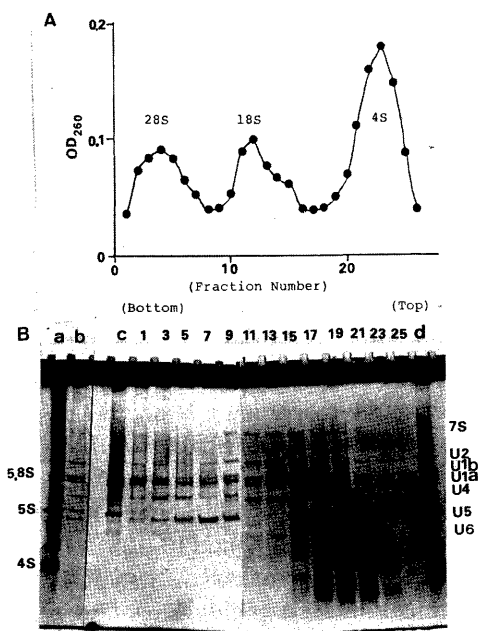 A
0,2
0,1
0
OD260
28S
18S
4S
0 10 20
(Fraction Number)
(Bottom) (Top)
B a b c 1 3 5 7 9 11 13 15 17 19 21 23 25 d
7S
U2
U1b
U1a
U4
U5
U6
5,8S
5S
4S